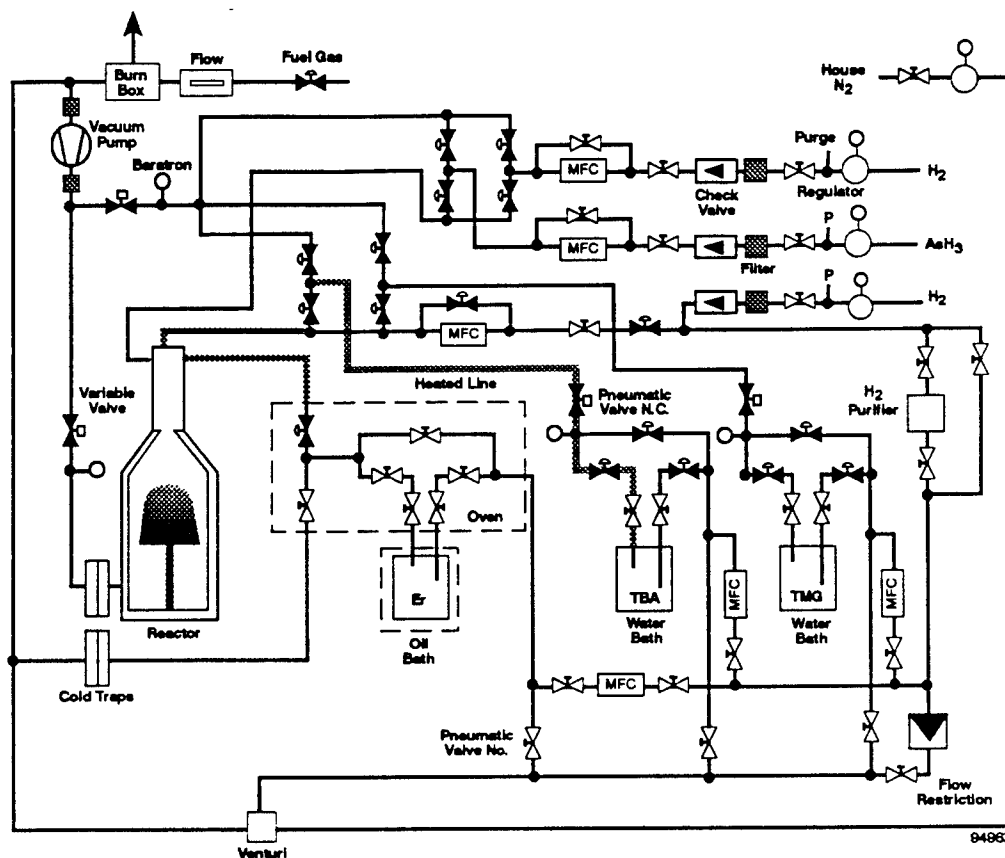 Flow
Fuel Gas
Burn
Box
House
N2
Vacuum
Pump
Baratron
Purge
MFC
H2
Check
Valve
Regulator
P
MFC
AsH3
Filter
P
H2
MFC
Heated Line
Variable
Valve
Pneumatic
Valve N.C.
H2
Purifier
Oven
Er
TBA
TMG
MFC
MFC
Reactor
Oil
Bath
Water
Bath
Water
Bath
Cold Traps
MFC
Pneumatic
Valve No.
Flow
Restriction
Venturi
94863